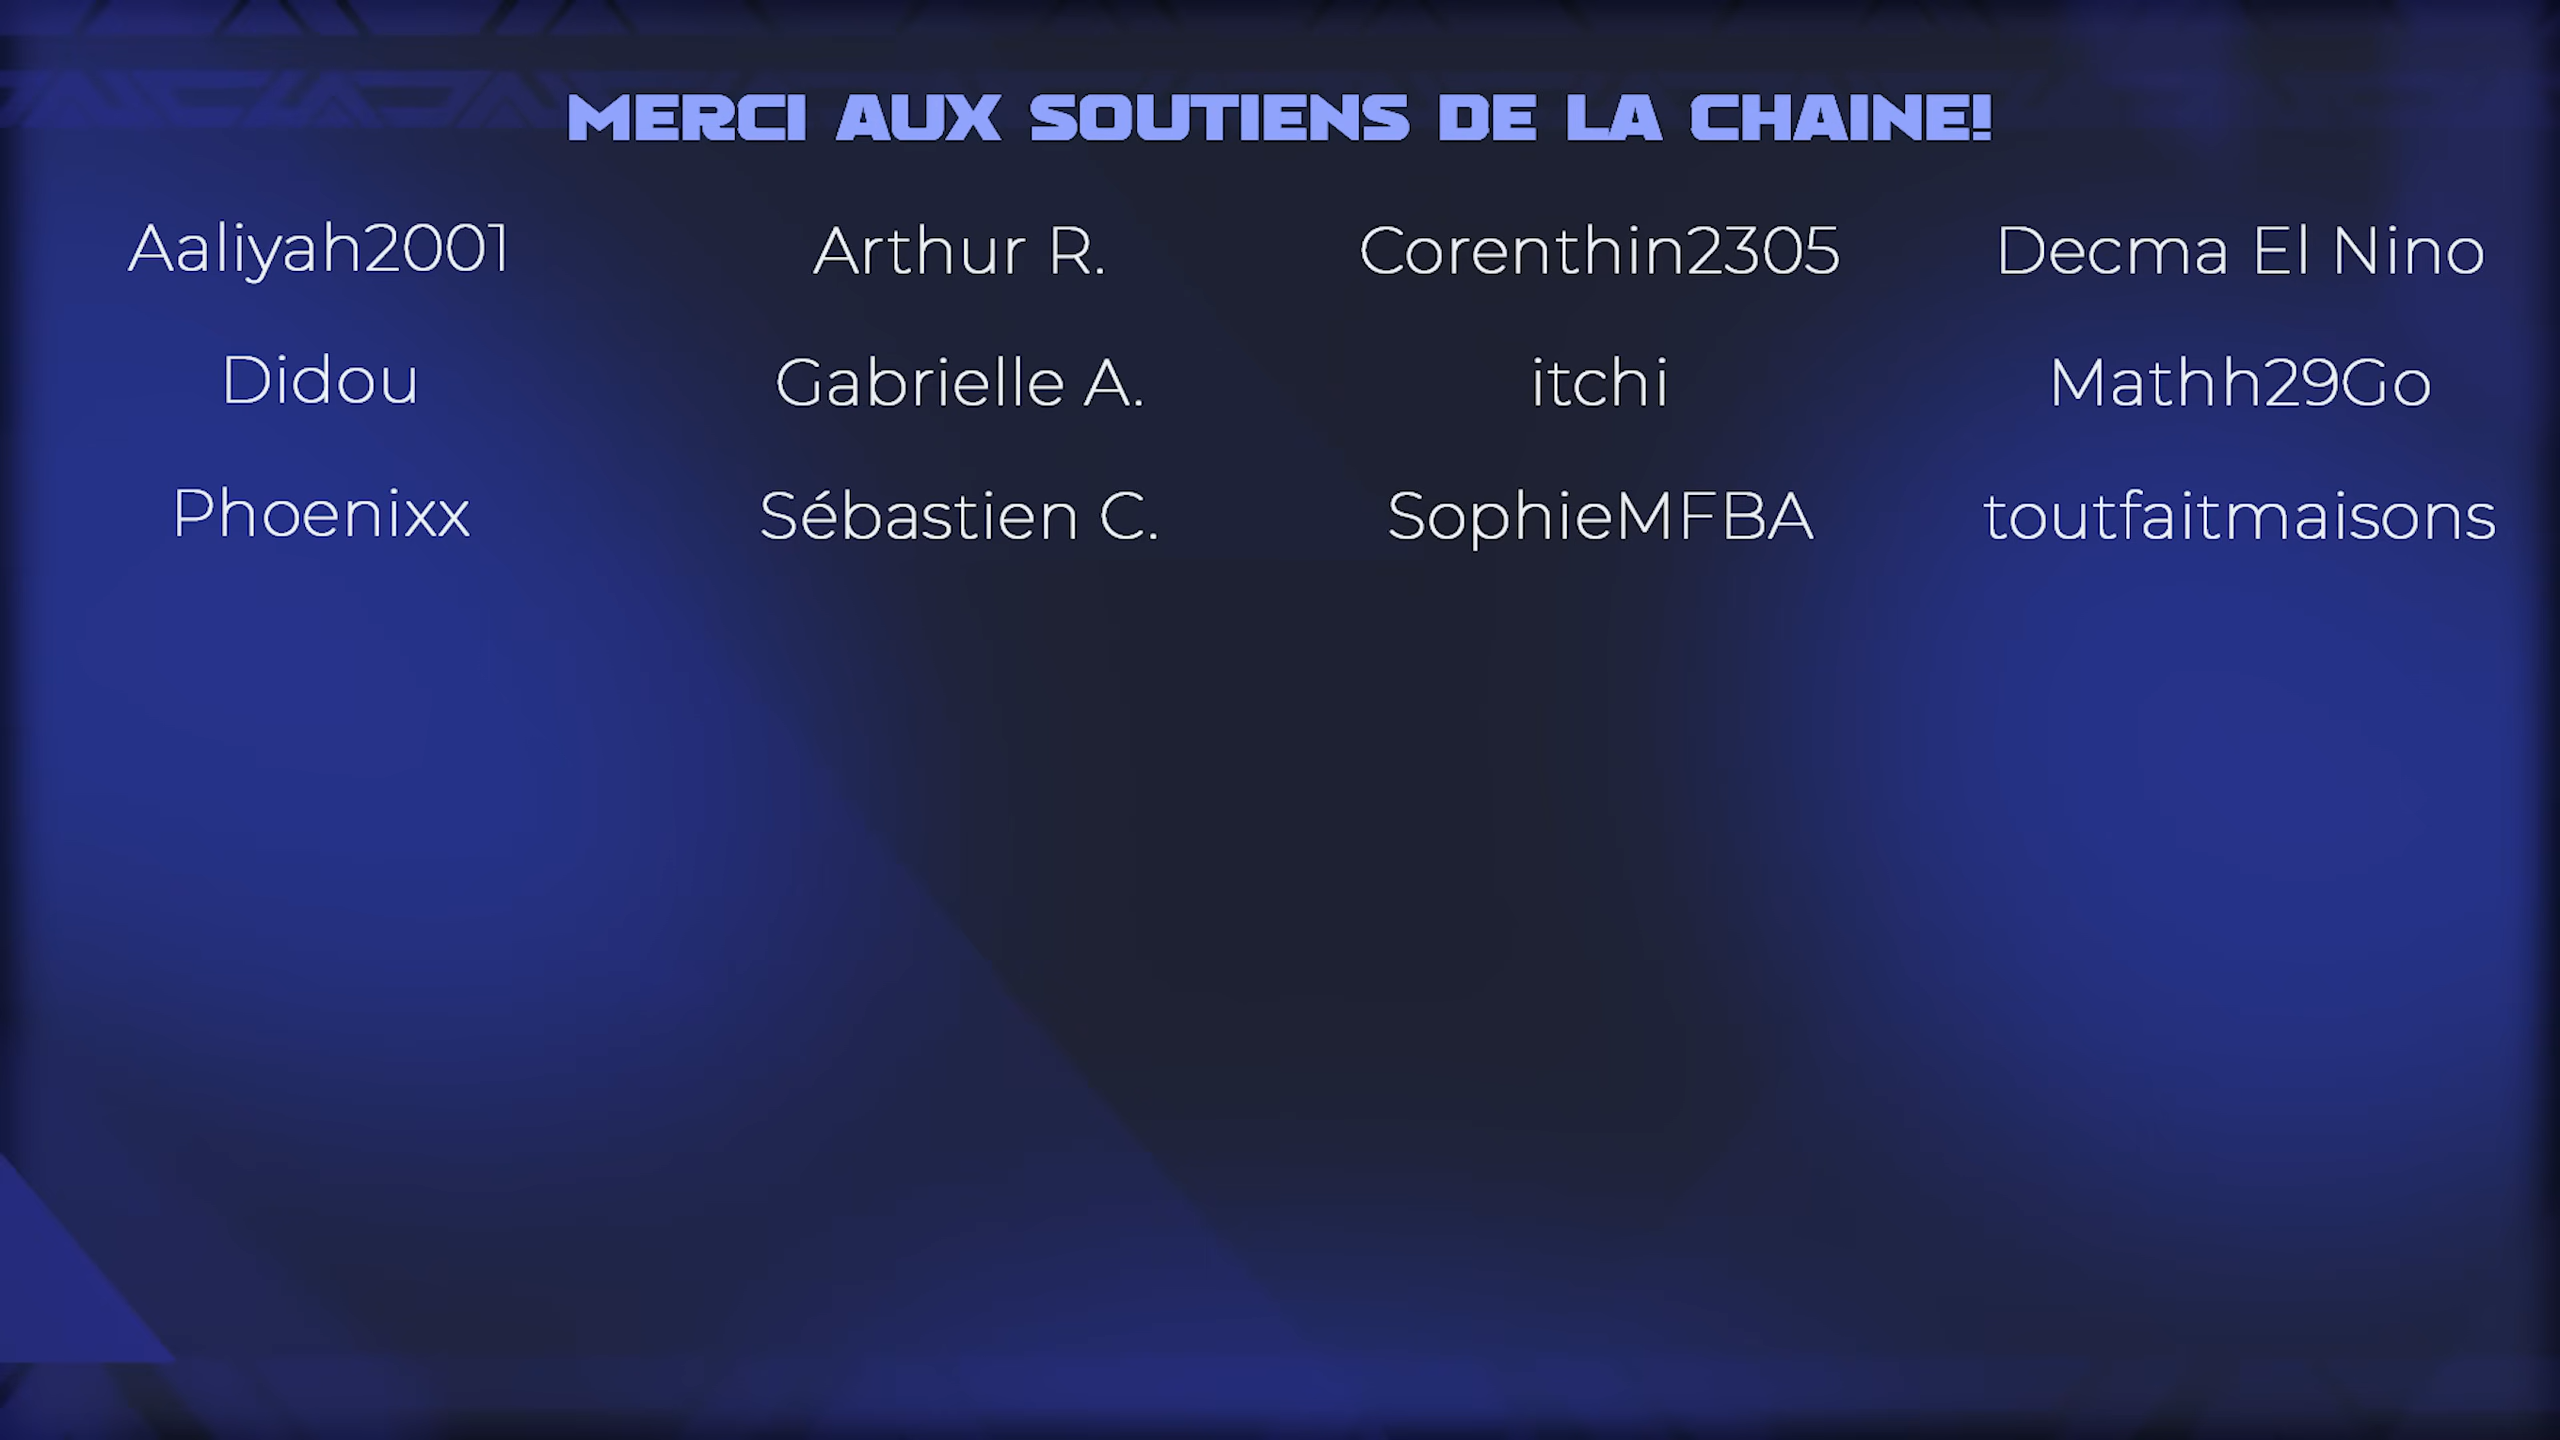 MERCI AUX SOUTIENS DE LA CHAINE!
Aaliyah2001 Arthur R. Corenthin2305 Decma El Nino
Didou Gabrielle A. itchi Mathh29Go
Phoenixx Sébastien C. SophieMFBA toutfaitmaisons